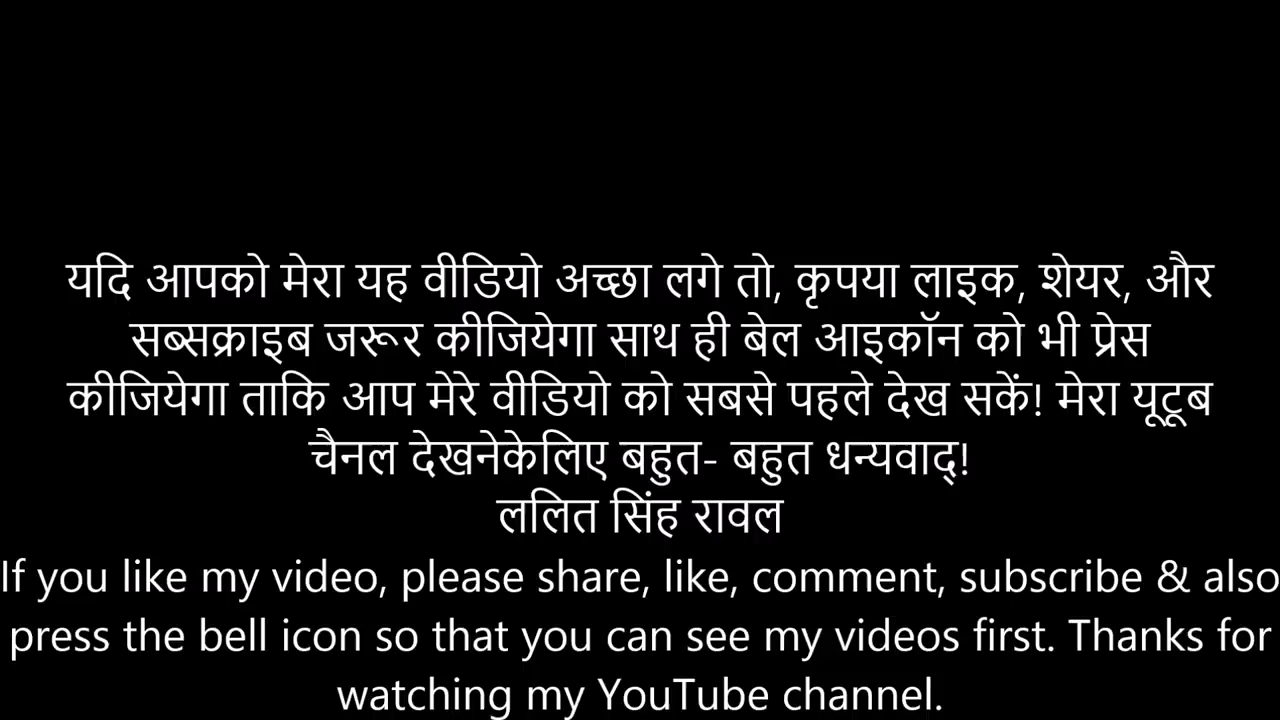 यदि आपको मेरा यह वीडियो अच्छा लगे तो, कृपया लाइक, शेयर, और
सब्सक्राइब जरूर कीजियेगा साथ ही बेल आइकॉन को भी प्रेस
कीजियेगा ताकि आप मेरे वीडियो को सबसे पहले देख सकें! मेरा यूटूब
चैनल देखनेकेलिए बहुत- बहुत धन्यवाद्!
ललित सिंह रावल
If you like my video, please share, like, comment, subscribe & also
press the bell icon so that you can see my videos first. Thanks for
watching my YouTube channel.